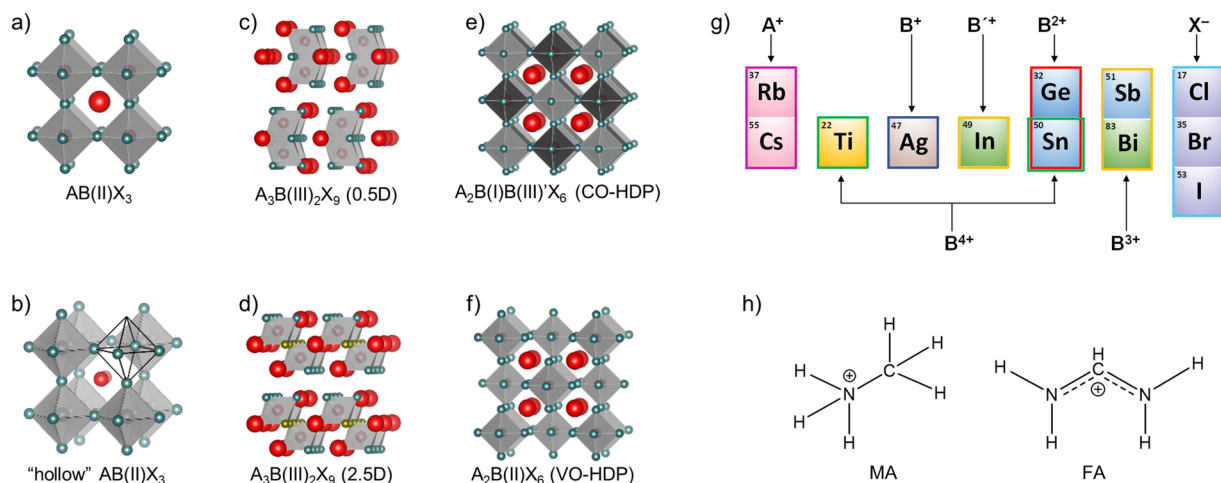 a)
AB(II)X₃
b)
"hollow" AB(II)X₃
c)
A₃B(III)₂X₉ (0.5D)
d)
A₃B(III)₂X₉ (2.5D)
e)
A₂B(I)B(III)'X₆ (CO-HDP)
f)
A₂B(II)X₆ (VO-HDP)
g)
A⁺ B⁺ B´⁺ B²⁺ X⁻
37 Rb 32 Ge 51 Sb 17 Cl
55 Cs 22 Ti 47 Ag 49 In 50 Sn 83 Bi 35 Br
53 I
B⁴⁺ B³⁺
h)
H
H
C
H ⊕ H
N
H
H
MA
H
H C H
N ⊕ N
H H
FA